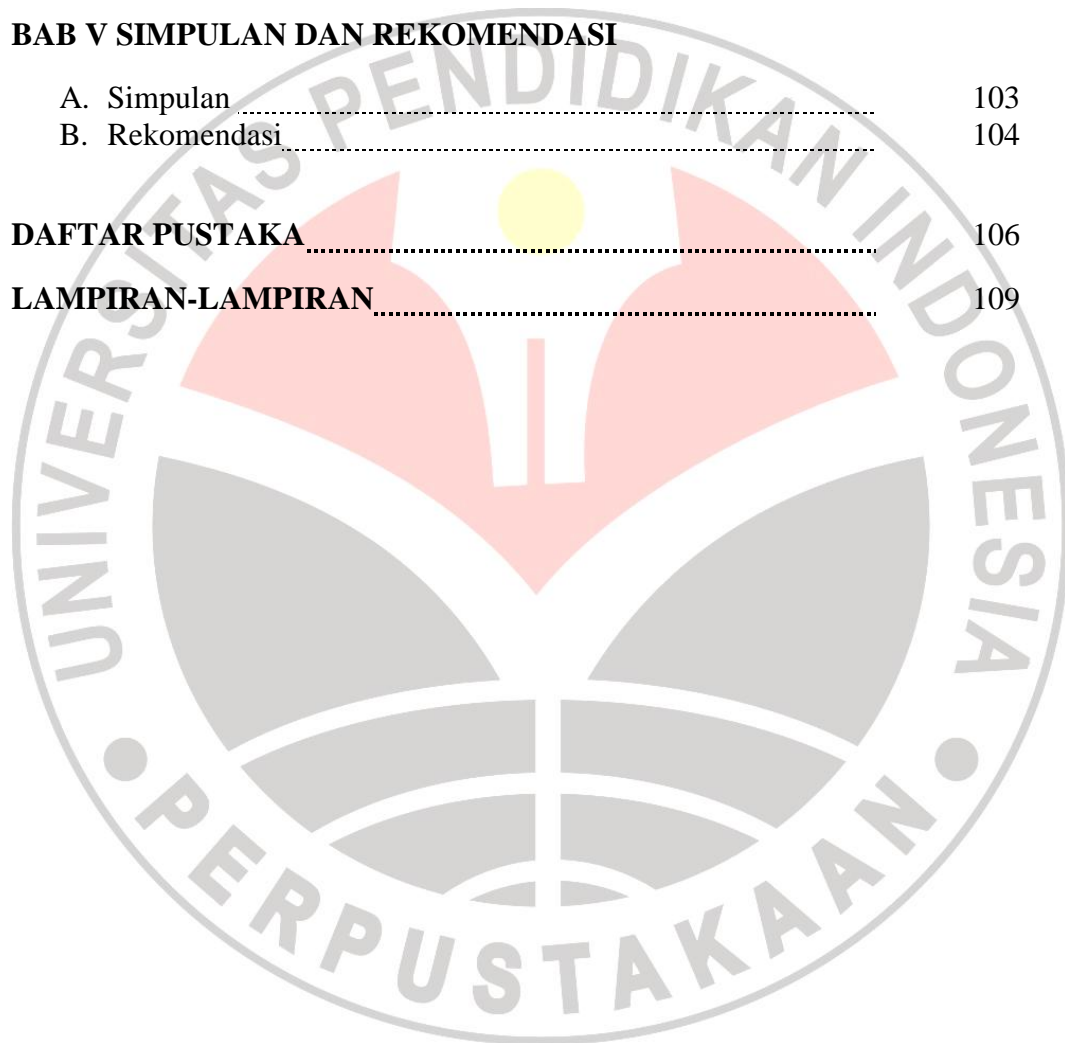 BAB V SIMPULAN DAN REKOMENDASI
A. Simpulan 103
B. Rekomendasi 104
DAFTAR PUSTAKA 106
LAMPIRAN-LAMPIRAN 109
UNIVERSITAS PENDIDIKAN INDONESIA
PERPUSTAKAAN